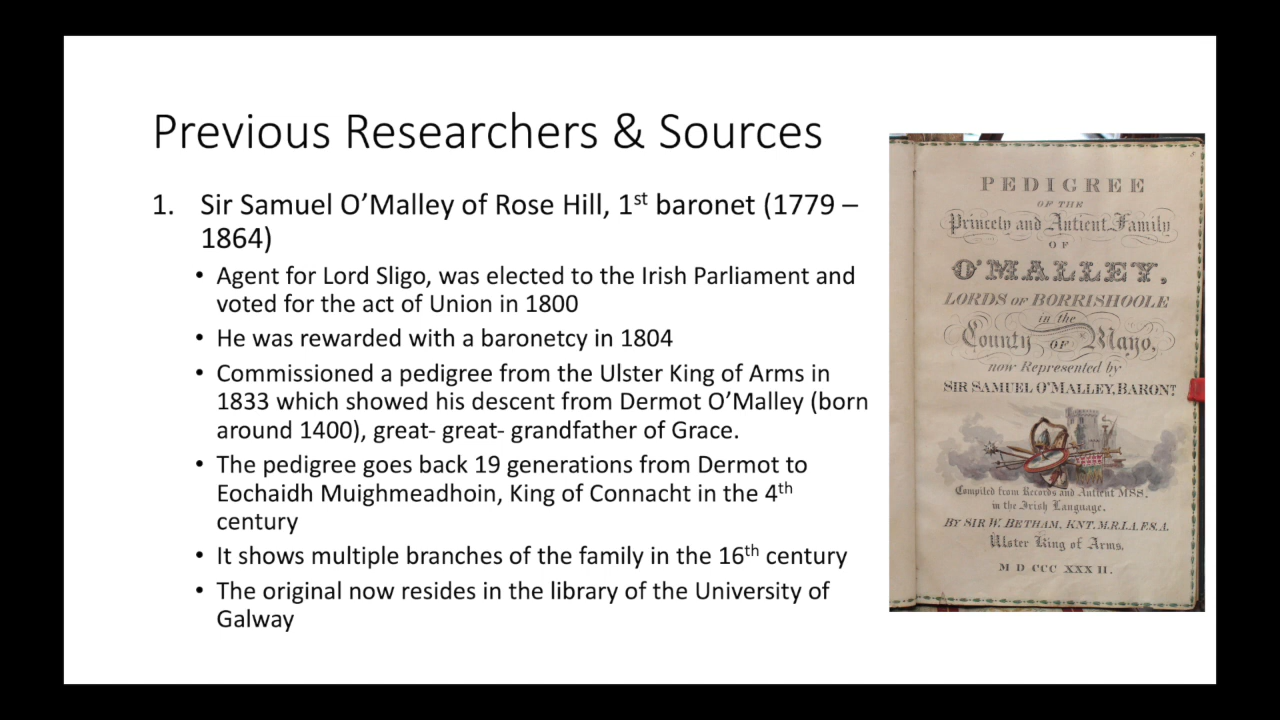 Previous Researchers & Sources
1. Sir Samuel O’Malley of Rose Hill, 1st baronet (1779 –
1864)
• Agent for Lord Sligo, was elected to the Irish Parliament and
voted for the act of Union in 1800
• He was rewarded with a baronetcy in 1804
• Commissioned a pedigree from the Ulster King of Arms in
1833 which showed his descent from Dermot O’Malley (born
around 1400), great- great- grandfather of Grace.
• The pedigree goes back 19 generations from Dermot to
Eochaidh Muighmeadhoin, King of Connacht in the 4th
century
• It shows multiple branches of the family in the 16th century
• The original now resides in the library of the University of
Galway
PEDIGREE
OF THE
Princely and Antient Family
OF
O'MALLEY,
LORDS OF BORRISHOOLE
in the
County OF Mayo,
now Represented by
SIR SAMUEL O'MALLEY, BARONT
Compiled from Records and Antient MSS.
in the Irish Language,
BY SIR W. BETHAM, KNT. M.R.I.A. F.S.A.
Ulster King of Arms.
M D CCC XXX II.